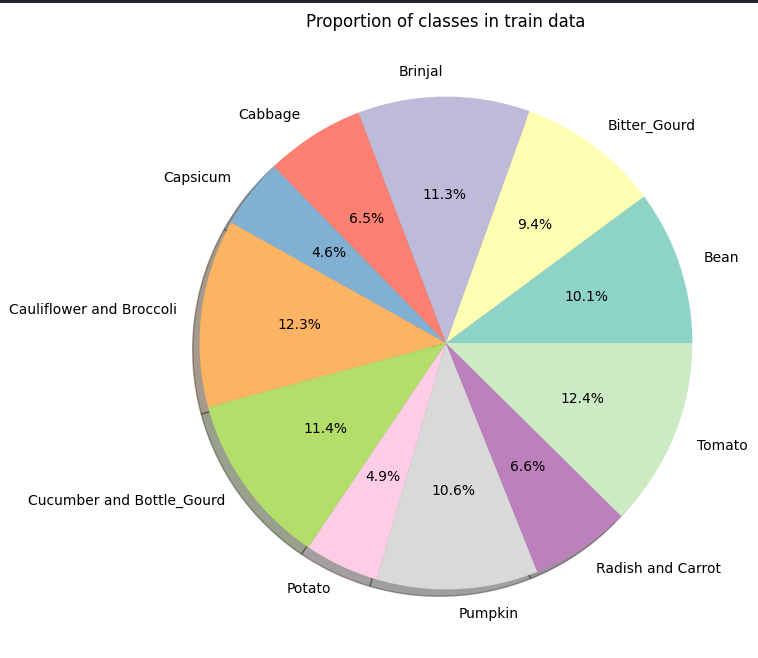 Proportion of classes in train data
Brinjal
Cabbage
Bitter_Gourd
Capsicum
11.3%
6.5%
9.4%
4.6%
Bean
10.1%
Cauliflower and Broccoli
12.3%
12.4%
11.4%
Tomato
6.6%
4.9%
10.6%
Cucumber and Bottle_Gourd
Radish and Carrot
Potato
Pumpkin